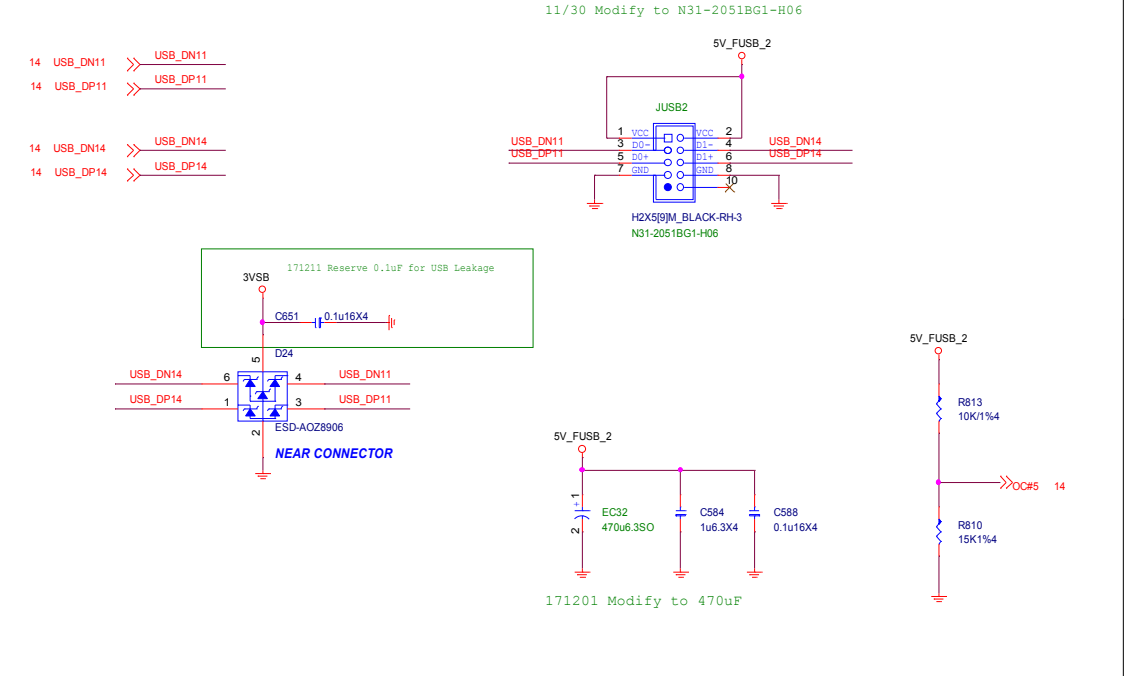 11/30 Modify to N31-2051BG1-H06
14 USB_DN11 USB_DN11
14 USB_DP11 USB_DP11
14 USB_DN14 USB_DN14
14 USB_DP14 USB_DP14
5V_FUSB_2
JUSB2
1 VCC VCC 2
USB_DN11 3 D0- D1- 4 USB_DN14
USB_DP11 5 D0+ D1+ 6 USB_DP14
7 GND GND 8
10
H2X5[9]M_BLACK-RH-3
N31-2051BG1-H06
171211 Reserve 0.1uF for USB Leakage
3VSB
C651 0.1u16X4
D24
5
USB_DN14 6 4 USB_DN11
USB_DP14 1 3 USB_DP11
2
ESD-AOZ8906
NEAR CONNECTOR
5V_FUSB_2
+ 1
2
EC32
470u6.3SO
C584
1u6.3X4
C588
0.1u16X4
171201 Modify to 470uF
5V_FUSB_2
R813
10K/1%4
OC#5 14
R810
15K1%4